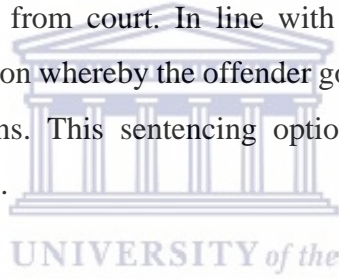 from court. In line with
on whereby the offender go
ns. This sentencing optio
.
UNIVERSITY of the